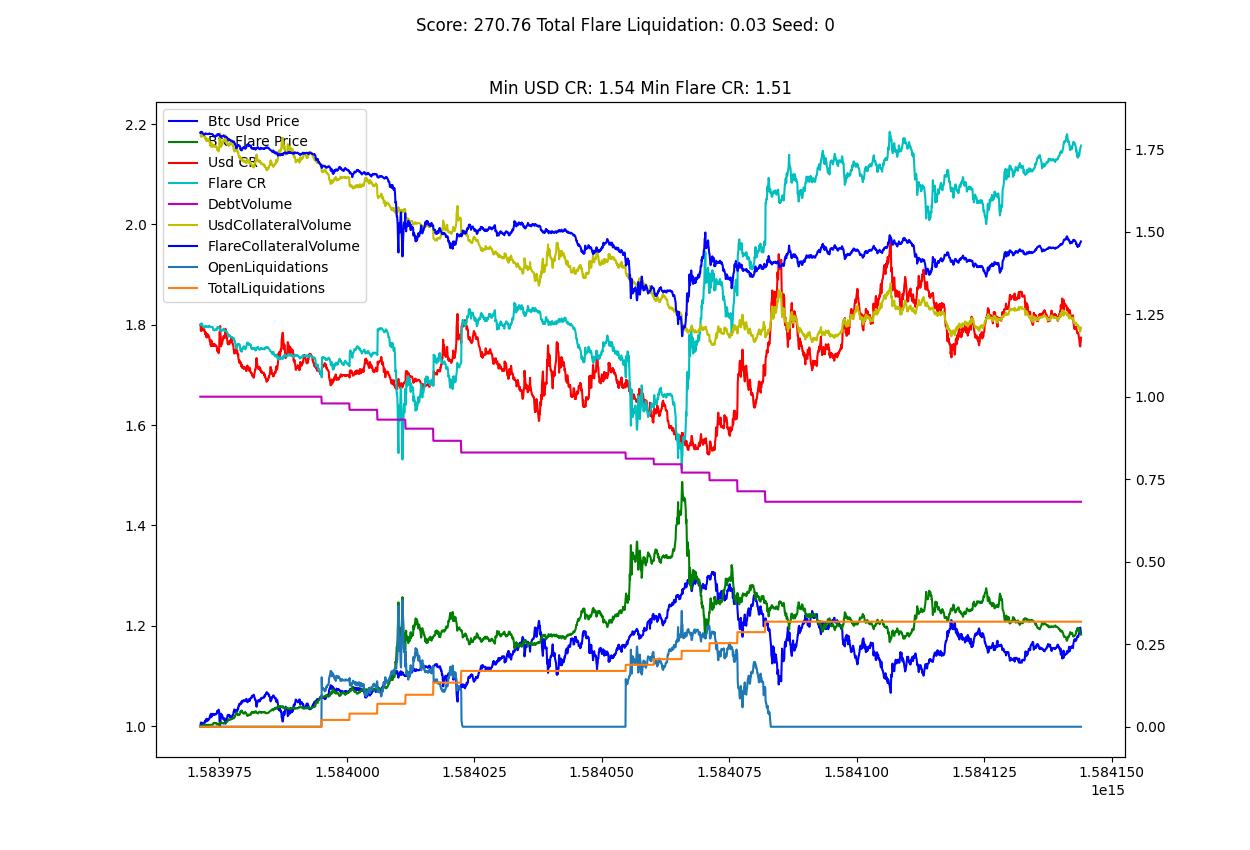 Score: 270.76 Total Flare Liquidation: 0.03 Seed: 0
Min USD CR: 1.54 Min Flare CR: 1.51
Btc Usd Price
Btc Flare Price
Usd CR
Flare CR
DebtVolume
UsdCollateralVolume
FlareCollateralVolume
OpenLiquidations
TotalLiquidations
2.2
2.0
1.8
1.6
1.4
1.2
1.0
1.75
1.50
1.25
1.00
0.75
0.50
0.25
0.00
1.583975 1.584000 1.584025 1.584050 1.584075 1.584100 1.584125 1.584150
1e15